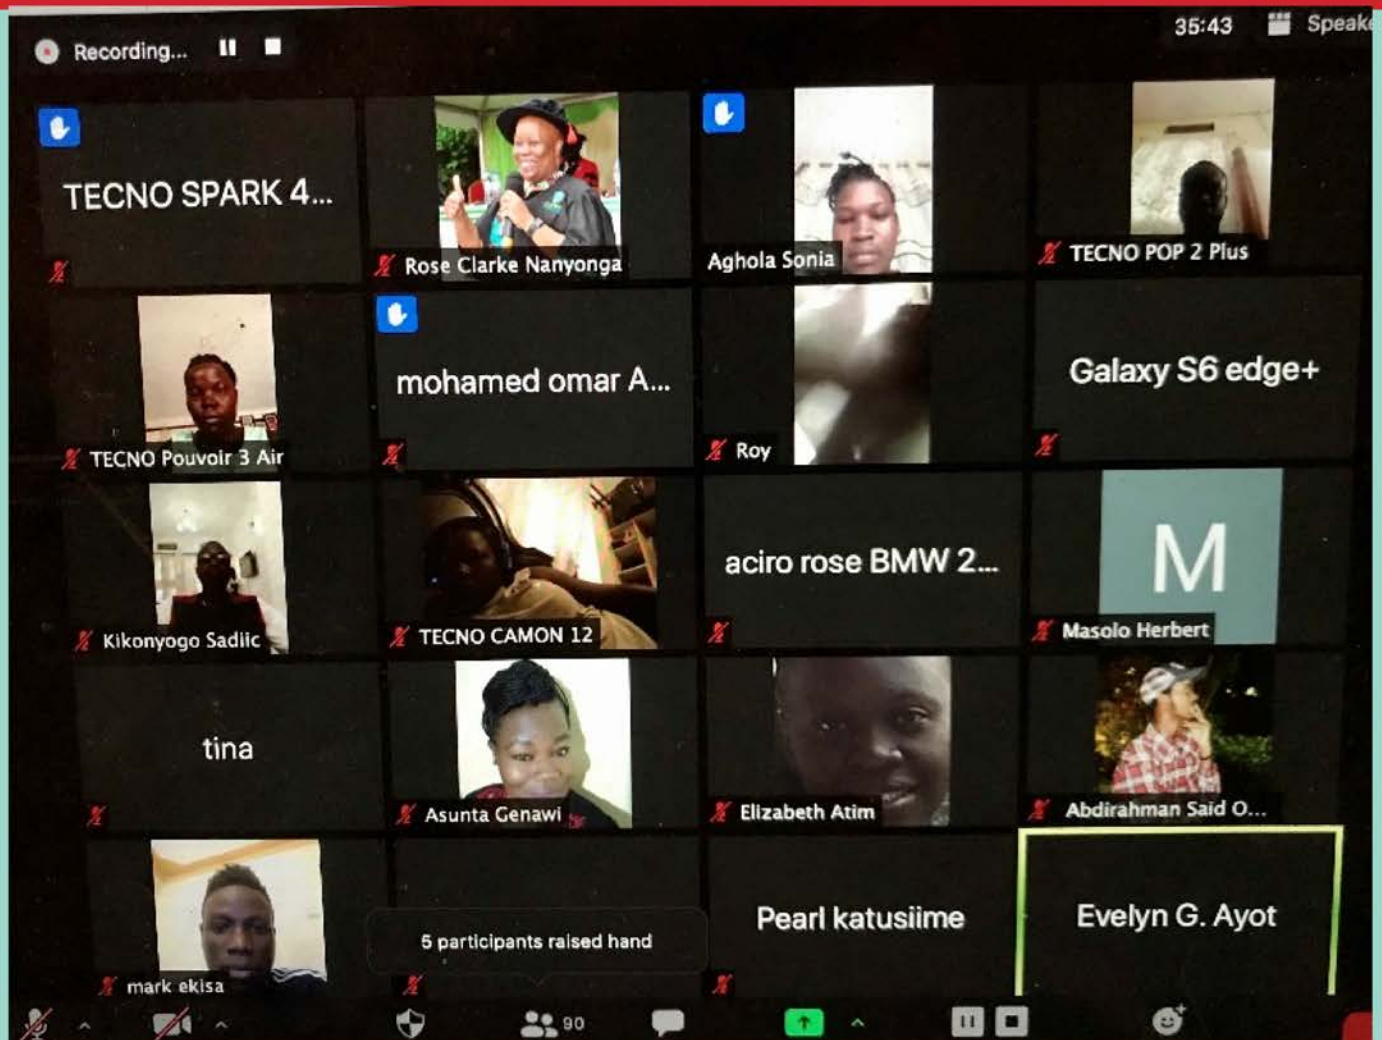 Recording...
35:43
Speake
TECNO SPARK 4...
Rose Clarke Nanyonga
Aghola Sonia
TECNO POP 2 Plus
TECNO Pouvoir 3 Air
mohamed omar A...
Roy
Galaxy S6 edge+
Kikonyogo Sadiic
TECNO CAMON 12
aciro rose BMW 2...
M
Masolo Herbert
tina
Asunta Genawi
Elizabeth Atim
Abdirahman Said O...
mark ekisa
5 participants raised hand
Pearl katusiime
Evelyn G. Ayot
90